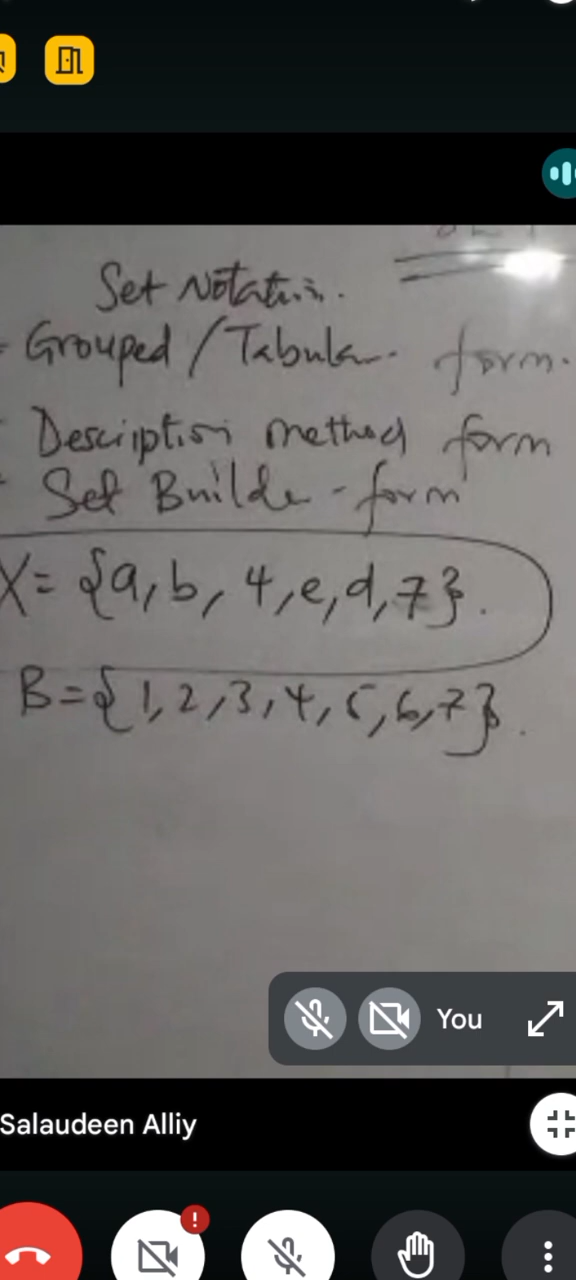 Set Notation.
Grouped / Tabular form.
Description method form
Set Builder - form
X = {a, b, 4, e, d, 7}.
B = {1, 2, 3, 4, 5, 6, 7}.
You
Salaudeen Alliy
!